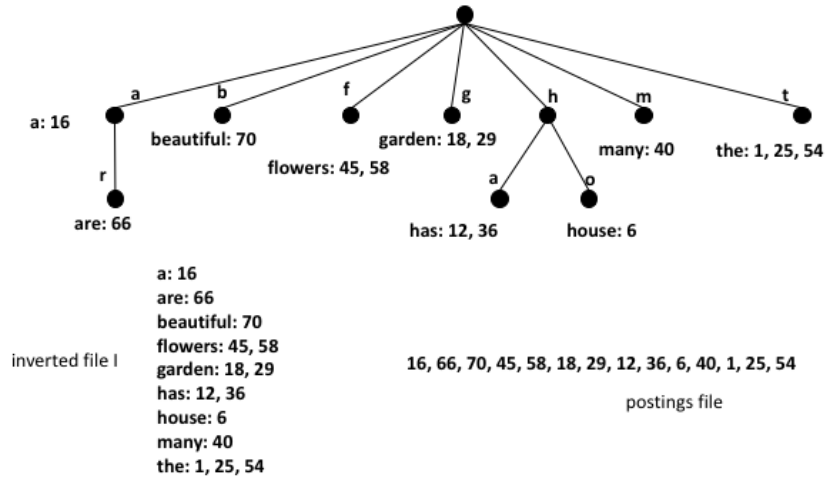 a b f g h m t
a: 16
beautiful: 70
flowers: 45, 58
garden: 18, 29
many: 40
the: 1, 25, 54
r
a
o
are: 66
has: 12, 36
house: 6
inverted file I
a: 16
are: 66
beautiful: 70
flowers: 45, 58
garden: 18, 29
has: 12, 36
house: 6
many: 40
the: 1, 25, 54
16, 66, 70, 45, 58, 18, 29, 12, 36, 6, 40, 1, 25, 54
postings file